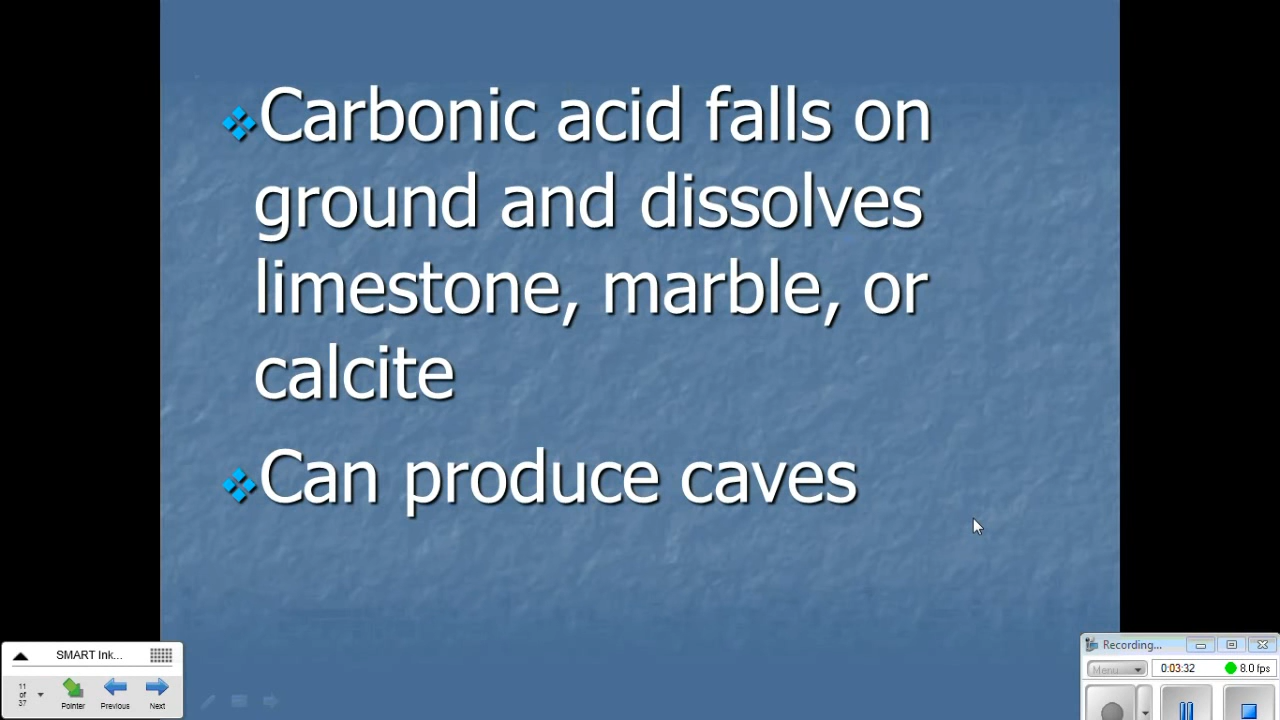 Carbonic acid falls on
ground and dissolves
limestone, marble, or
calcite
Can produce caves
SMART Ink...
11
of
37
Pointer
Previous
Next
Recording...
Menu
0:03:32
8.0 fps